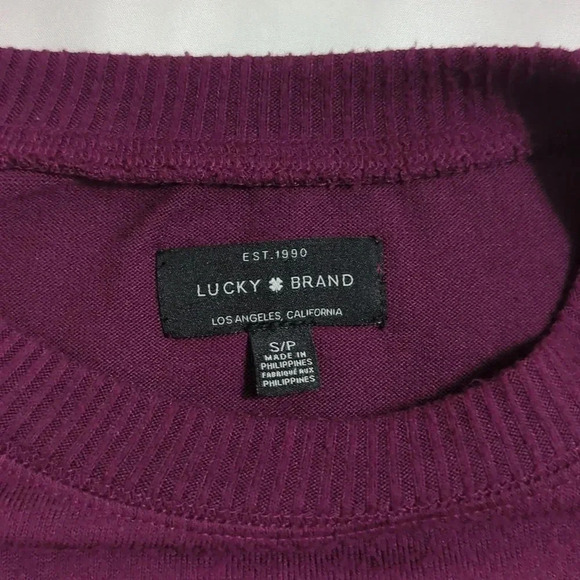 EST.1990
LUCKY BRAND
LOS ANGELES, CALIFORNIA
S/P
MADE IN
PHILIPPINES
FABRIQUÉ AUX
PHILIPPINES